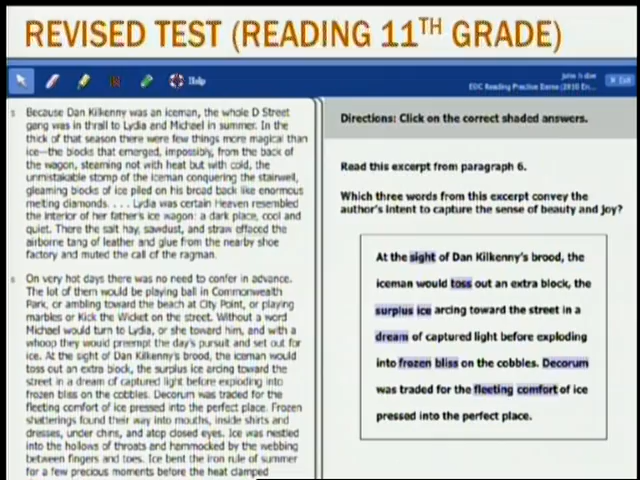 REVISED TEST (READING 11TH GRADE)
Help
EOC Reading Practice Demo (2010 En...
Exit
5
Because Dan Kilkenny was an iceman, the whole D Street
gang was in thrall to Lydia and Michael in summer. In the
thick of that season there were few things more magical than
ice—the blocks that emerged, impossibly, from the back of
the wagon, steaming not with heat but with cold, the
unmistakable stomp of the iceman conquering the stairwell,
gleaming blocks of ice piled on his broad back like enormous
melting diamonds. . . . Lydia was certain Heaven resembled
the interior of her father's ice wagon: a dark place, cool and
quiet. There the salt hay, sawdust, and straw effaced the
airborne tang of leather and glue from the nearby shoe
factory and muted the call of the ragman.
6
On very hot days there was no need to confer in advance.
The lot of them would be playing ball in Commonwealth
Park, or ambling toward the beach at City Point, or playing
marbles or Kick the Wicket on the street. Without a word
Michael would turn to Lydia, or she toward him, and with a
whoop they would preempt the day's pursuit and set out for
ice. At the sight of Dan Kilkenny's brood, the iceman would
toss out an extra block, the surplus ice arcing toward the
street in a dream of captured light before exploding into
frozen bliss on the cobbles. Decorum was traded for the
fleeting comfort of ice pressed into the perfect place. Frozen
shatterings found their way into mouths, inside shirts and
dresses, under chins, and atop closed eyes. Ice was nestled
into the hollows of throats and hammocked by the webbing
between fingers and toes. Ice bent the iron rule of summer
for a few precious moments before the heat clamped
Directions: Click on the correct shaded answers.
Read this excerpt from paragraph 6.
Which three words from this excerpt convey the
author's intent to capture the sense of beauty and joy?
At the sight of Dan Kilkenny's brood, the
iceman would toss out an extra block, the
surplus ice arcing toward the street in a
dream of captured light before exploding
into frozen bliss on the cobbles. Decorum
was traded for the fleeting comfort of ice
pressed into the perfect place.